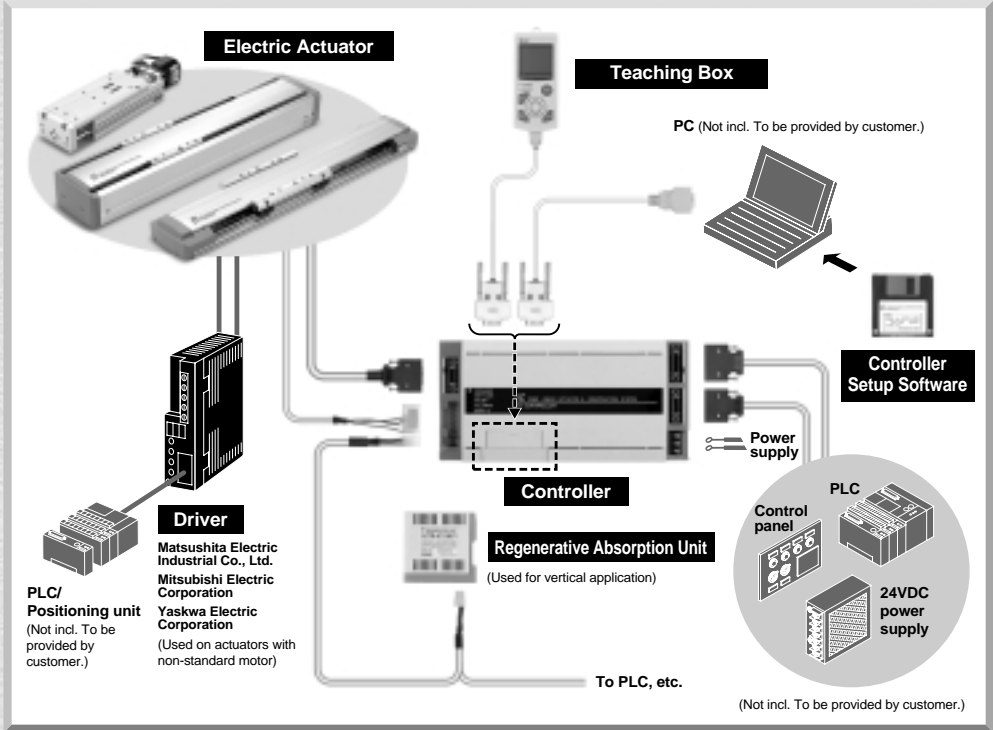 Electric Actuator
Teaching Box
PC (Not incl. To be provided by customer.)
Controller
Setup Software
Power
supply
Controller
Driver
Matsushita Electric
Industrial Co., Ltd.
Mitsubishi Electric
Corporation
Yaskwa Electric
Corporation
(Used on actuators with
non-standard motor)
PLC/
Positioning unit
(Not incl. To be
provided by
customer.)
Regenerative Absorption Unit
(Used for vertical application)
To PLC, etc.
PLC
Control
panel
24VDC
power
supply
(Not incl. To be provided by customer.)